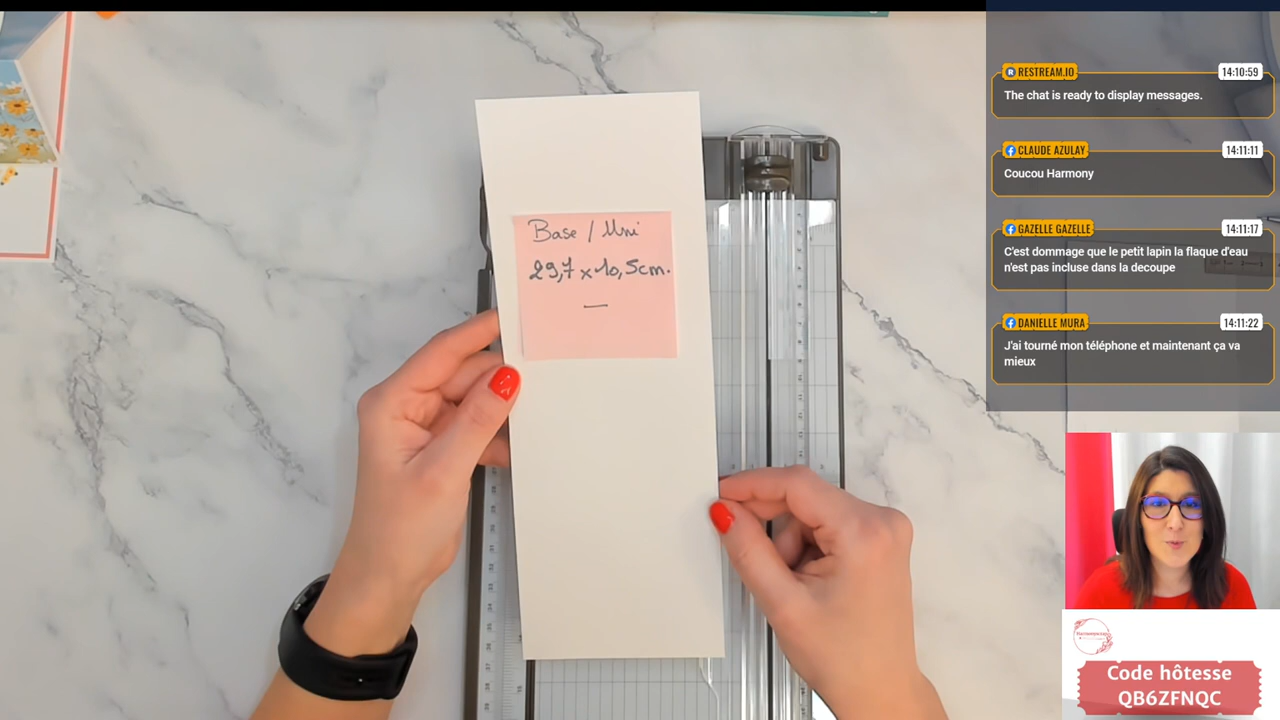 Base / Uni
29,7 x 10,5cm.
RESTREAM.IO
14:10:59
The chat is ready to display messages.
CLAUDE AZULAY
14:11:11
Coucou Harmony
GAZELLE GAZELLE
14:11:17
C'est dommage que le petit lapin la flaque d'eau
n'est pas incluse dans la decoupe
DANIELLE MURA
14:11:22
J'ai tourné mon téléphone et maintenant ça va
mieux
Code hôtesse
QB6ZFNQC